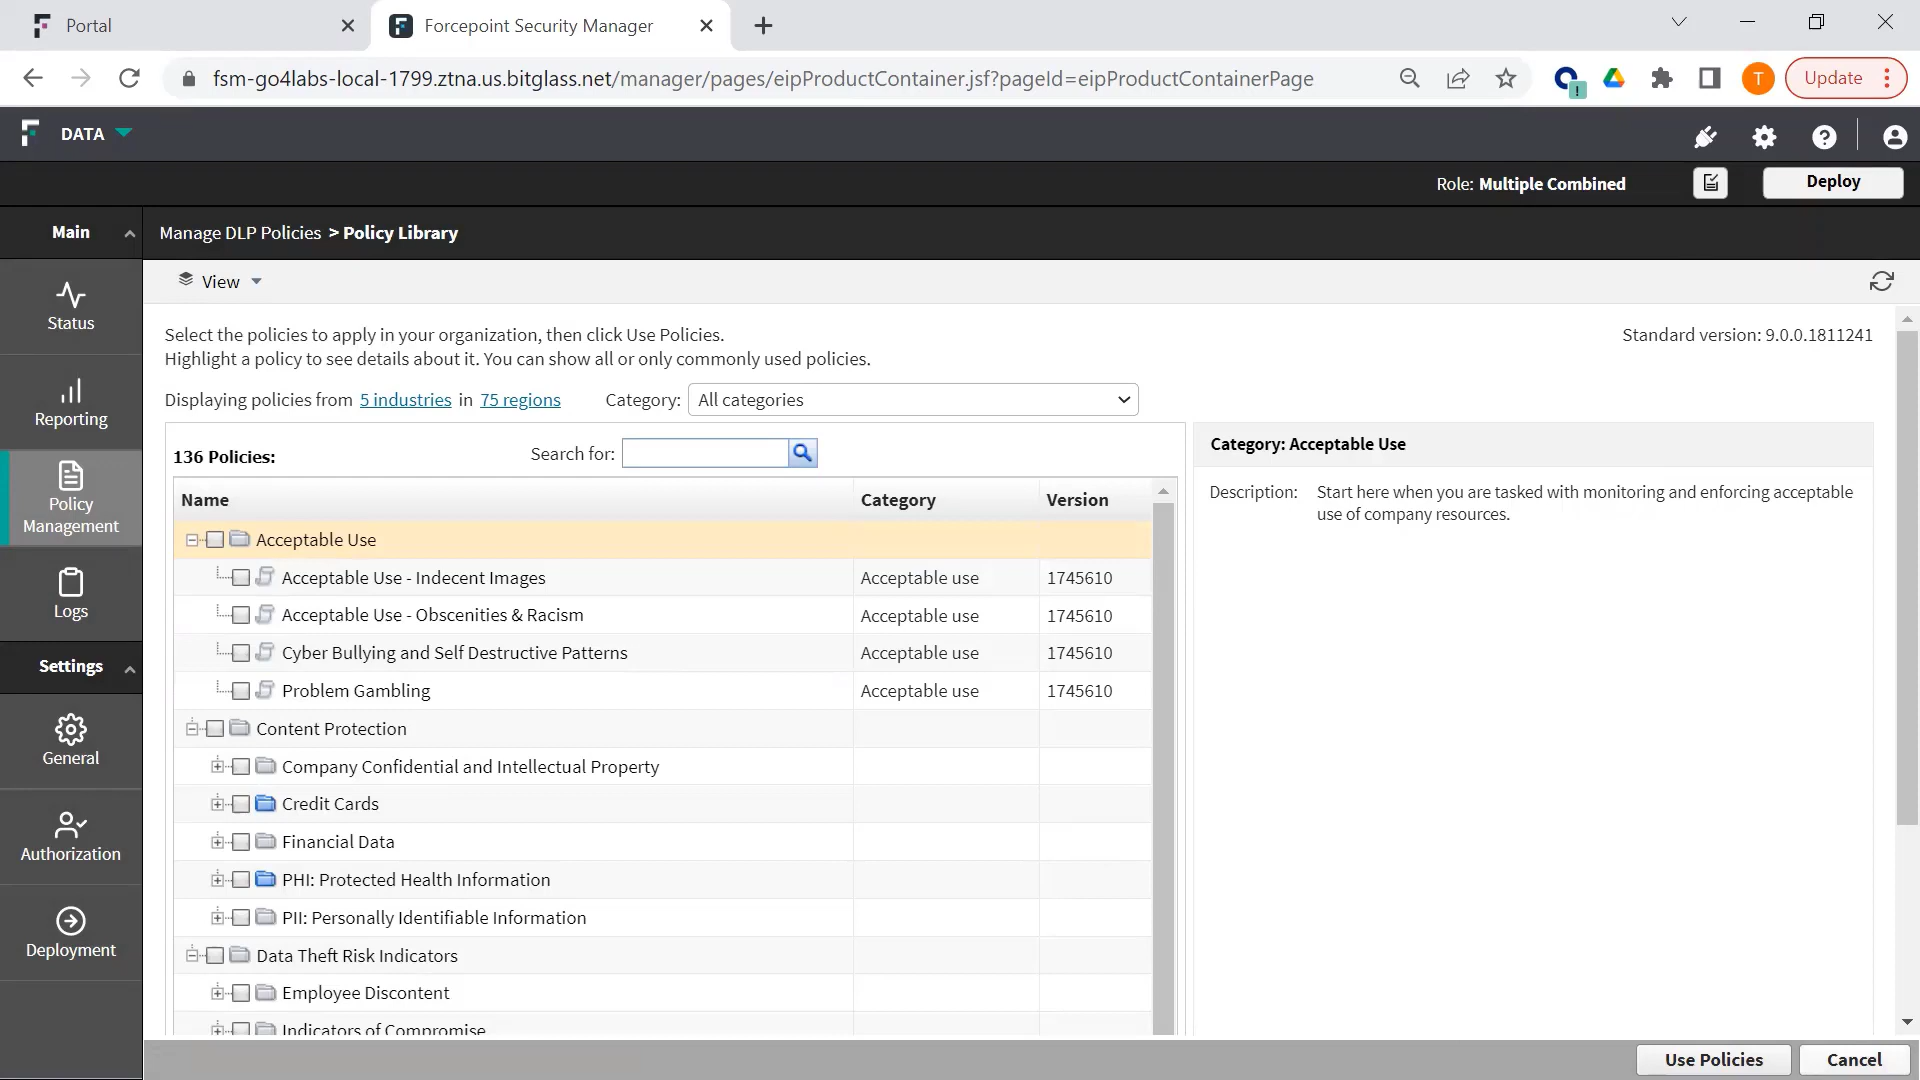 Portal
Forcepoint Security Manager
fsm-go4labs-local-1799.ztna.us.bitglass.net/manager/pages/eipProductContainer.jsf?pageId=eipProductContainerPage
T
Update
DATA
Role: Multiple Combined
Deploy
Main
Manage DLP Policies > Policy Library
View
Status
Reporting
Policy
Management
Logs
Settings
General
Authorization
Deployment
Select the policies to apply in your organization, then click Use Policies.
Standard version: 9.0.0.1811241
Highlight a policy to see details about it. You can show all or only commonly used policies.
Displaying policies from 5 industries in 75 regions Category: All categories
136 Policies: Search for:
Name Category Version
Acceptable Use
Acceptable Use - Indecent Images Acceptable use 1745610
Acceptable Use - Obscenities & Racism Acceptable use 1745610
Cyber Bullying and Self Destructive Patterns Acceptable use 1745610
Problem Gambling Acceptable use 1745610
Content Protection
Company Confidential and Intellectual Property
Credit Cards
Financial Data
PHI: Protected Health Information
PII: Personally Identifiable Information
Data Theft Risk Indicators
Employee Discontent
Indicators of Compromise
Category: Acceptable Use
Description: Start here when you are tasked with monitoring and enforcing acceptable
use of company resources.
Use Policies
Cancel